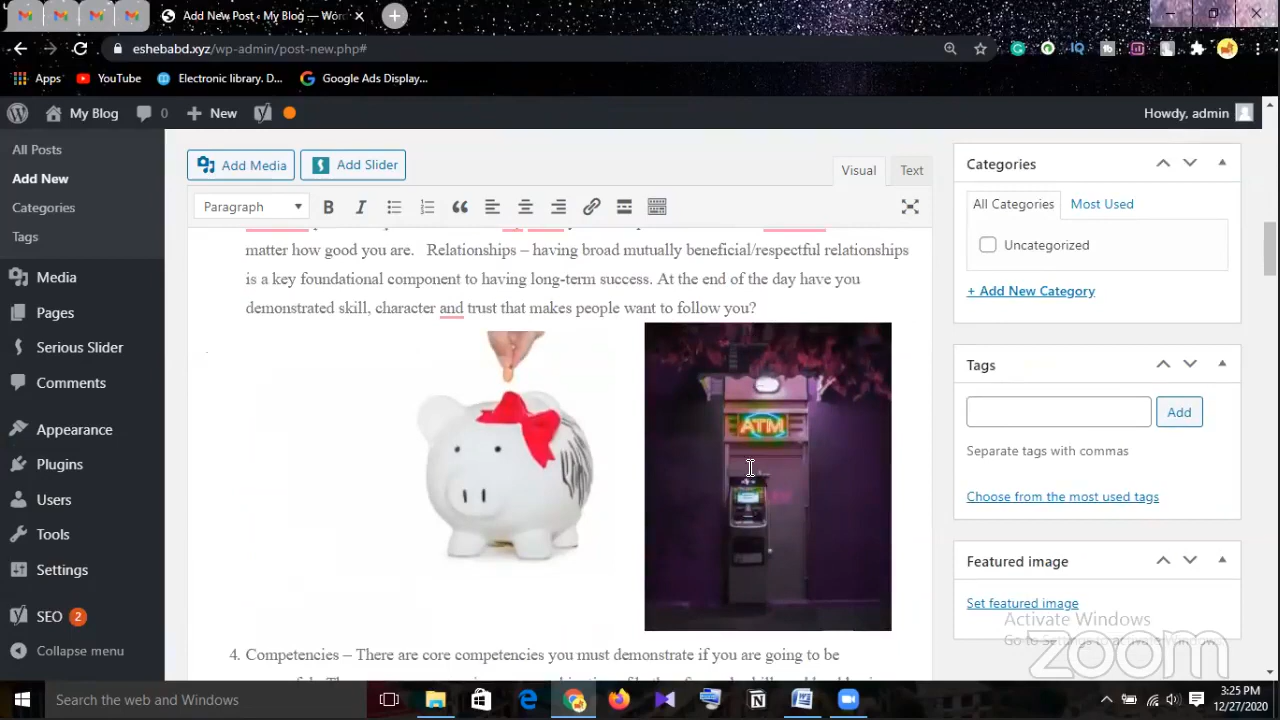 Add New Post ‹ My Blog — Wor
eshebabd.xyz/wp-admin/post-new.php#
Apps
YouTube
Electronic library. D...
Google Ads Display...
My Blog
0
New
Howdy, admin
All Posts
Add New
Categories
Tags
Media
Pages
Serious Slider
Comments
Appearance
Plugins
Users
Tools
Settings
SEO 2
Collapse menu
Add Media
Add Slider
Visual
Text
Paragraph
matter how good you are. Relationships – having broad mutually beneficial/respectful relationships
is a key foundational component to having long-term success. At the end of the day have you
demonstrated skill, character and trust that makes people want to follow you?
ATM
4. Competencies – There are core competencies you must demonstrate if you are going to be
Categories
All Categories
Most Used
Uncategorized
+ Add New Category
Tags
Add
Separate tags with commas
Choose from the most used tags
Featured image
Set featured image
Activate Windows
zoom
Search the web and Windows
3:25 PM
12/27/2020